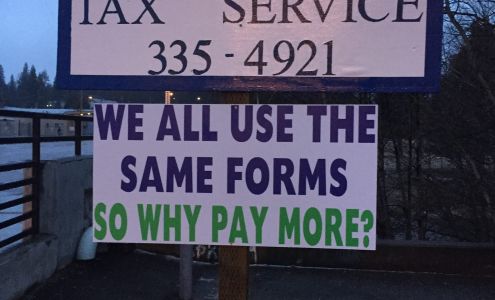 TAX SERVICE
335-4921
WE ALL USE THE
SAME FORMS
SO WHY PAY MORE?